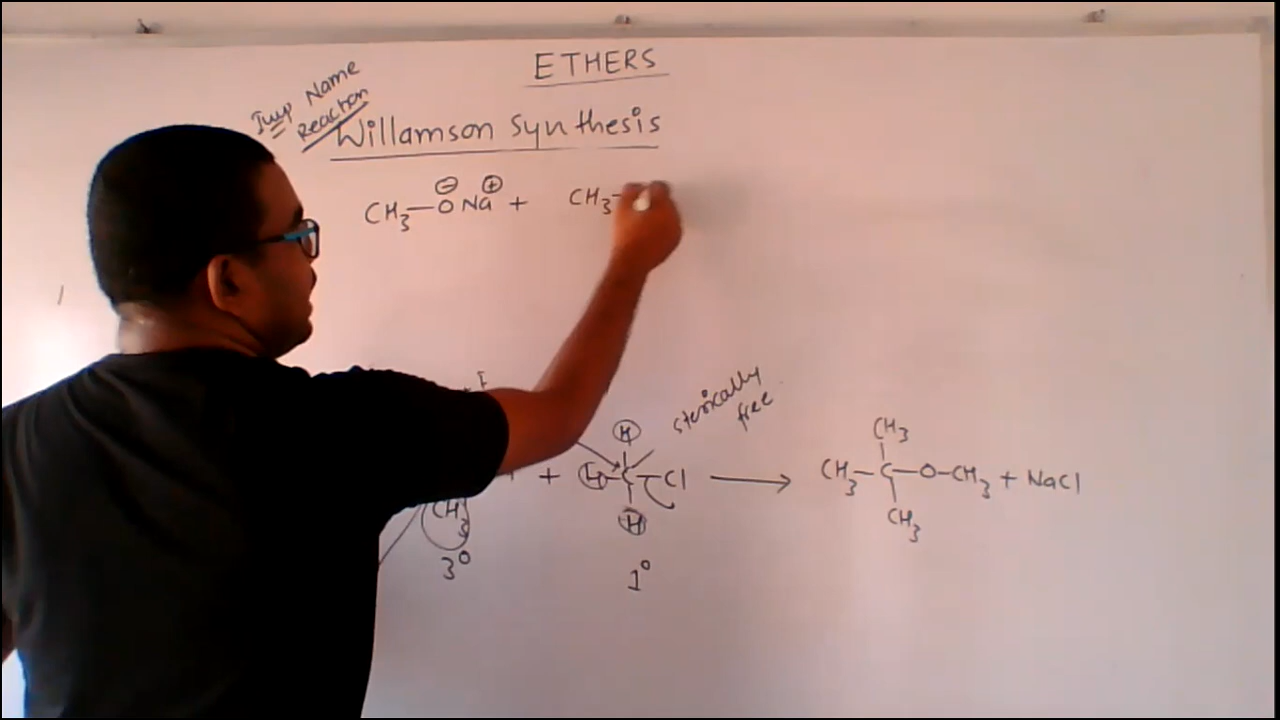 ETHERS
Imp Name
Reaction
Willamson Synthesis
⊖ ⊕
CH3—O Na + CH3—
sterically
free
H CH3
+ H—C—Cl ⟶ CH3—C—O—CH3 + NaCl
CH3 H CH3
3° 1°